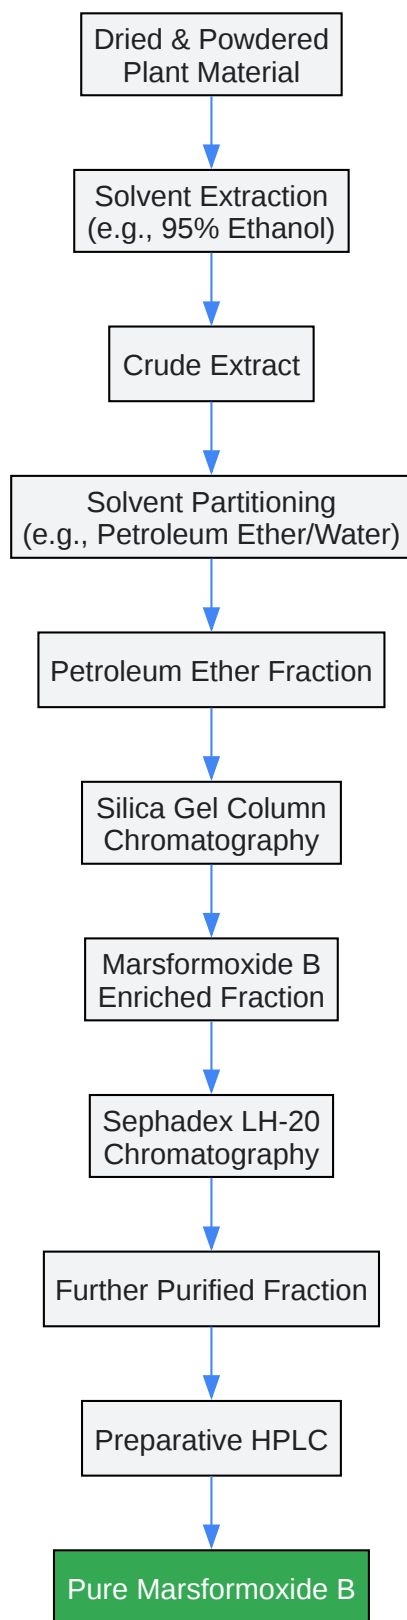 Dried & Powdered
Plant Material
Solvent Extraction
(e.g., 95% Ethanol)
Crude Extract
Solvent Partitioning
(e.g., Petroleum Ether/Water)
Petroleum Ether Fraction
Silica Gel Column
Chromatography
Marsformoxide B
Enriched Fraction
Sephadex LH-20
Chromatography
Further Purified Fraction
Preparative HPLC
Pure Marsformoxide B